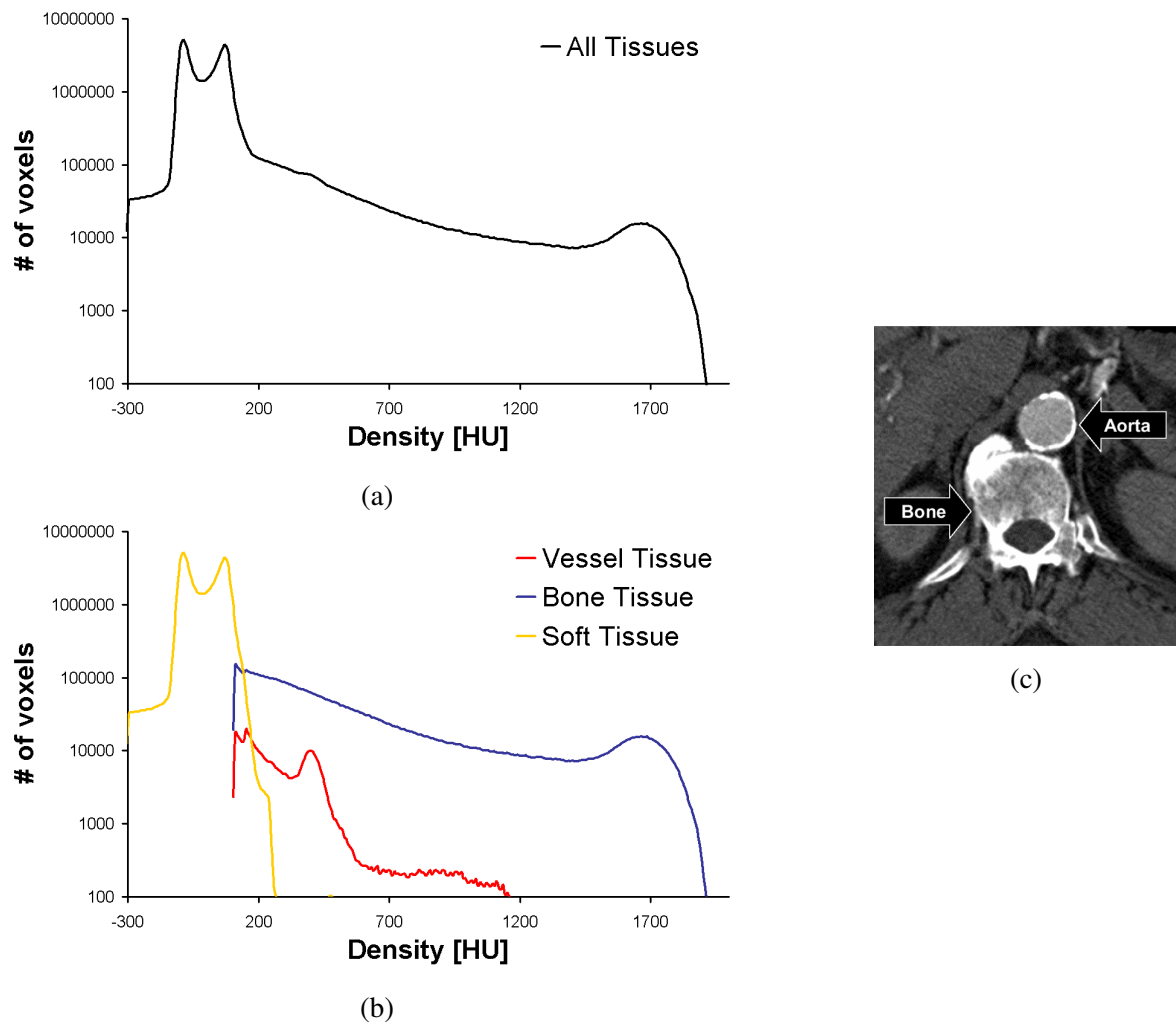 10000000
1000000
100000
10000
1000
100
# of voxels
All Tissues
-300 200 700 1200 1700
Density [HU]
(a)
10000000
1000000
100000
10000
1000
100
# of voxels
Vessel Tissue
Bone Tissue
Soft Tissue
-300 200 700 1200 1700
Density [HU]
(b)
Aorta
Bone
(c)